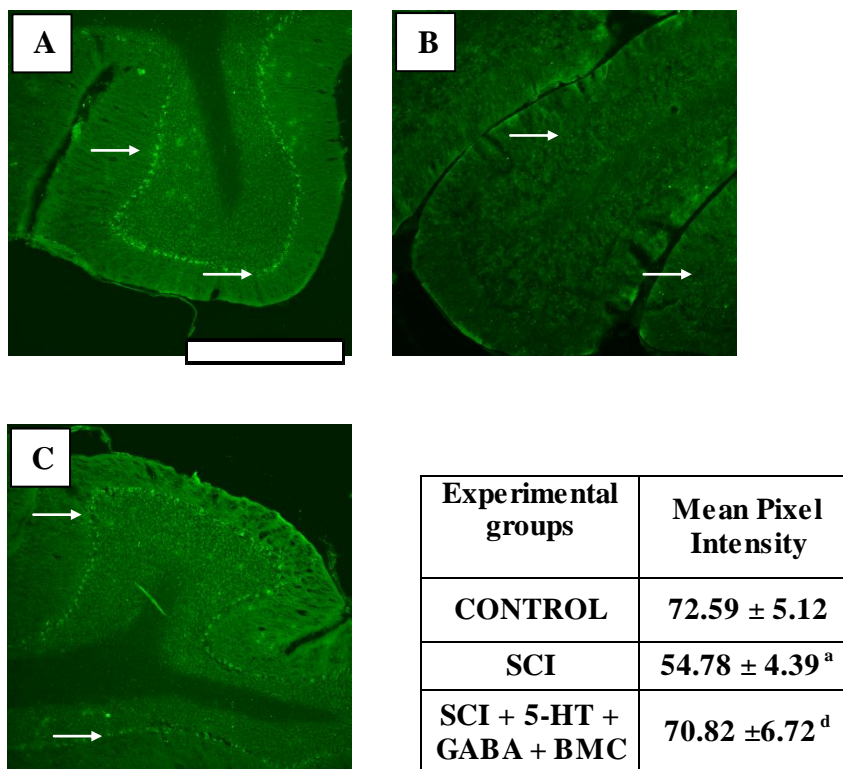 A
B
C
Experimental
groups
Mean Pixel
Intensity
CONTROL
72.59 ± 5.12
SCI
54.78 ± 4.39 a
SCI + 5-HT +
GABA + BMC
70.82 ±6.72 d